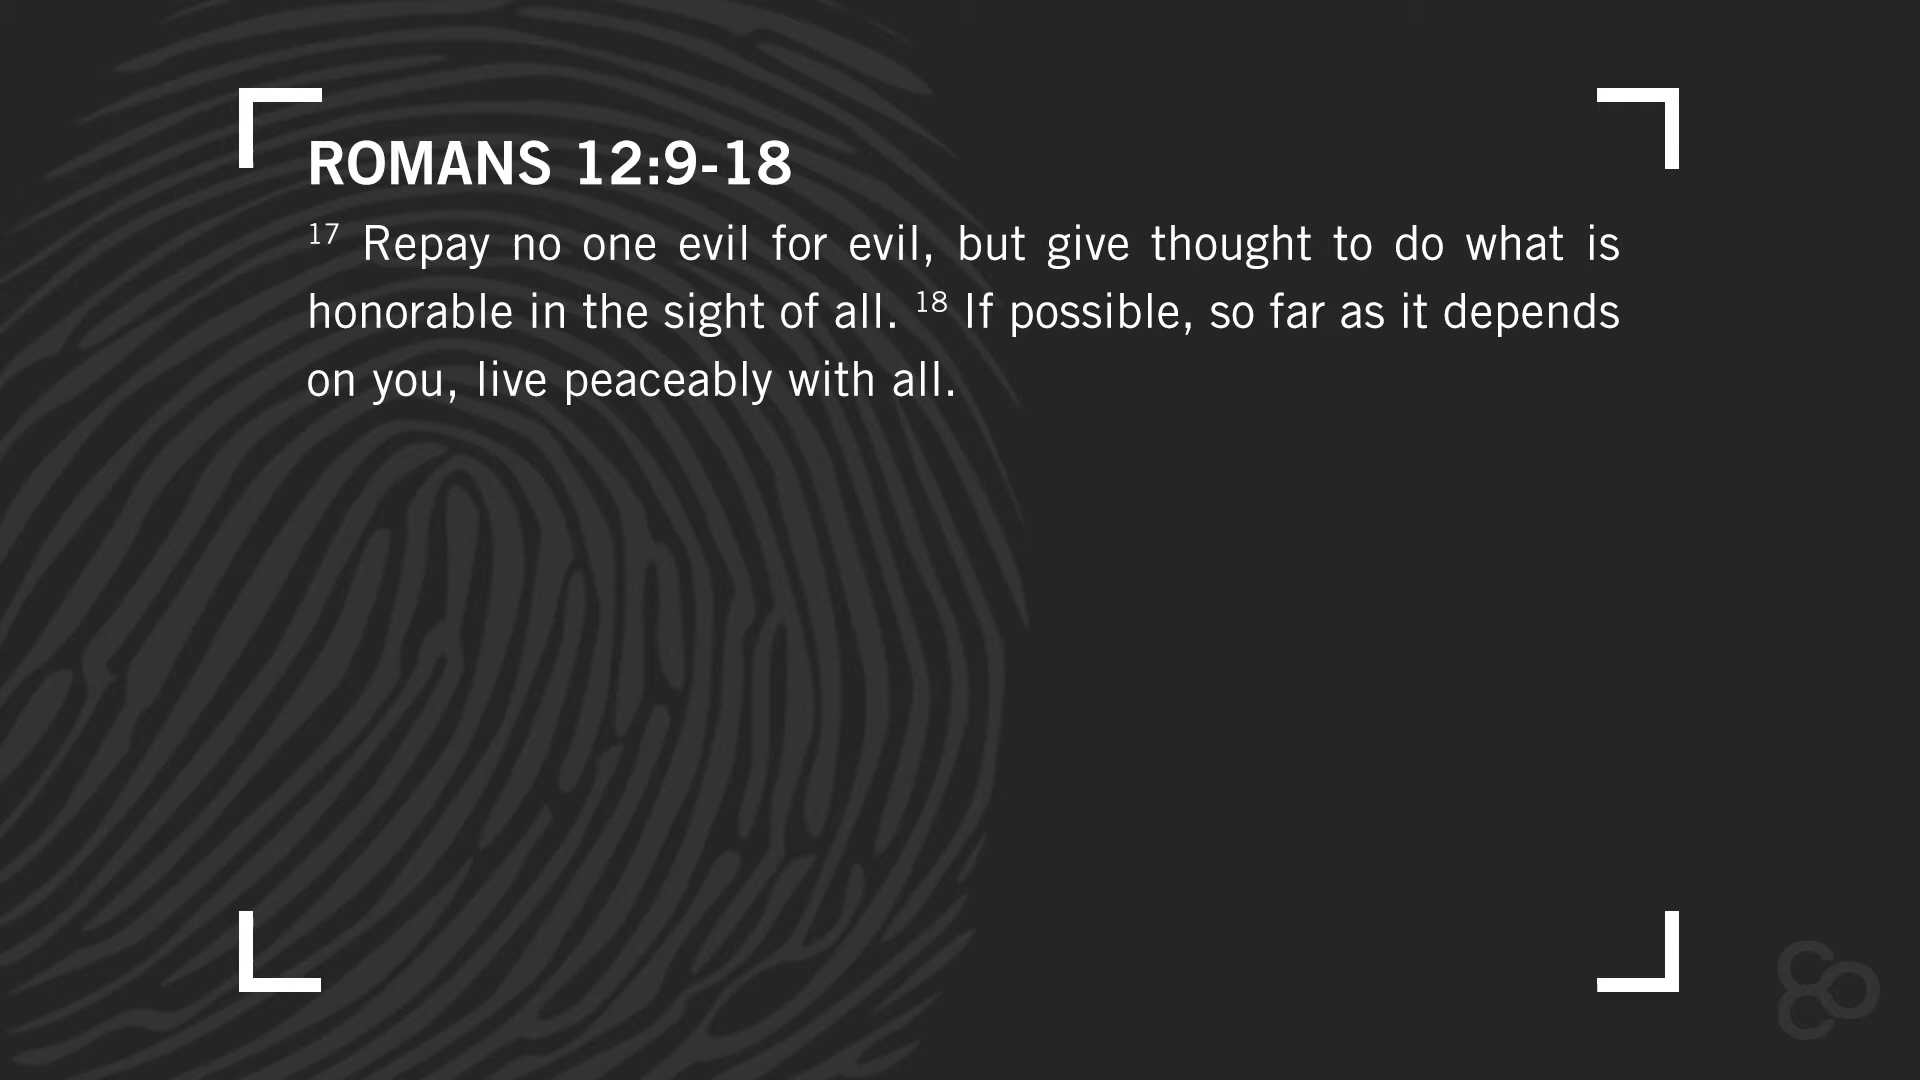 ROMANS 12:9-18
17 Repay no one evil for evil, but give thought to do what is
honorable in the sight of all. 18 If possible, so far as it depends
on you, live peaceably with all.